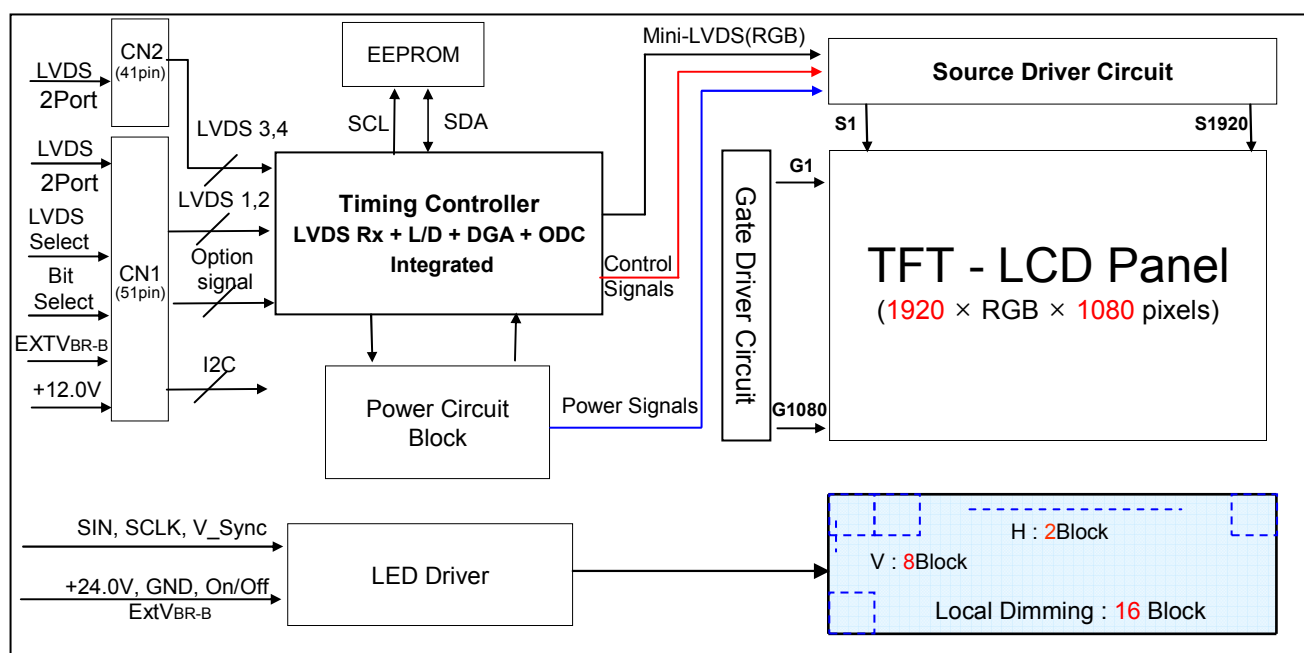 CN2
(41pin)
LVDS
2Port
EEPROM
Mini-LVDS(RGB)
Source Driver Circuit
SCL
SDA
S1
S1920
LVDS 3,4
LVDS
2Port
CN1
(51pin)
LVDS 1,2
LVDS
Select
Bit
Select
Option
signal
EXTVBR-B
+12.0V
I2C
Timing Controller
LVDS Rx + L/D + DGA + ODC
Integrated
Control
Signals
Power Circuit
Block
Power Signals
Gate Driver Circuit
G1
G1080
TFT - LCD Panel
(1920 × RGB × 1080 pixels)
SIN, SCLK, V_Sync
+24.0V, GND, On/Off
ExtVBR-B
LED Driver
H : 2Block
V : 8Block
Local Dimming : 16 Block